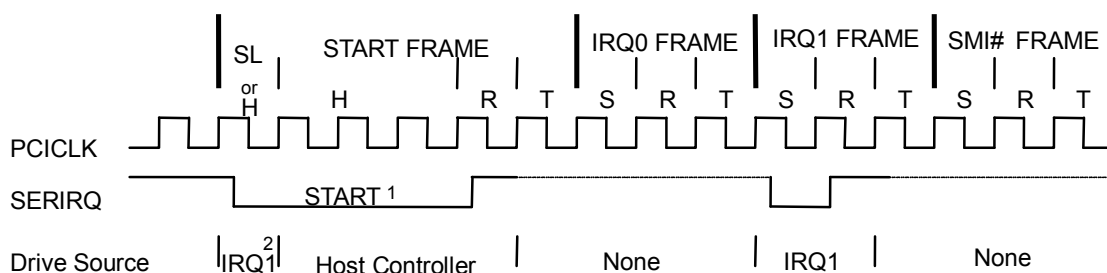 SL
or
H
START FRAME
IRQ0 FRAME
IRQ1 FRAME
SMI# FRAME
H R T S R T S R T S R T
PCICLK
SERIRQ START 1
Drive Source IRQ1 2 Host Controller None IRQ1 None